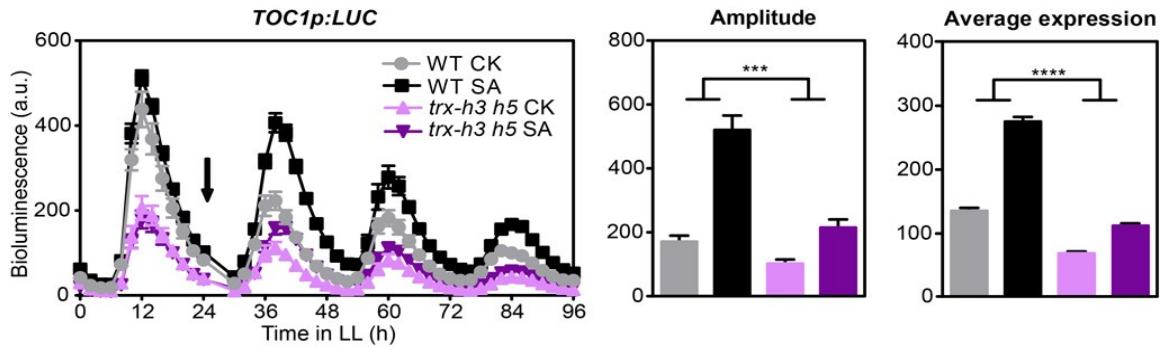 TOC1p:LUC
600
400
200
0
Bioluminescence (a.u.)
WT CK
WT SA
trx-h3 h5 CK
trx-h3 h5 SA
0 12 24 36 48 60 72 84 96
Time in LL (h)
Amplitude
800
600
400
200
0
***
Average expression
400
300
200
100
0
****